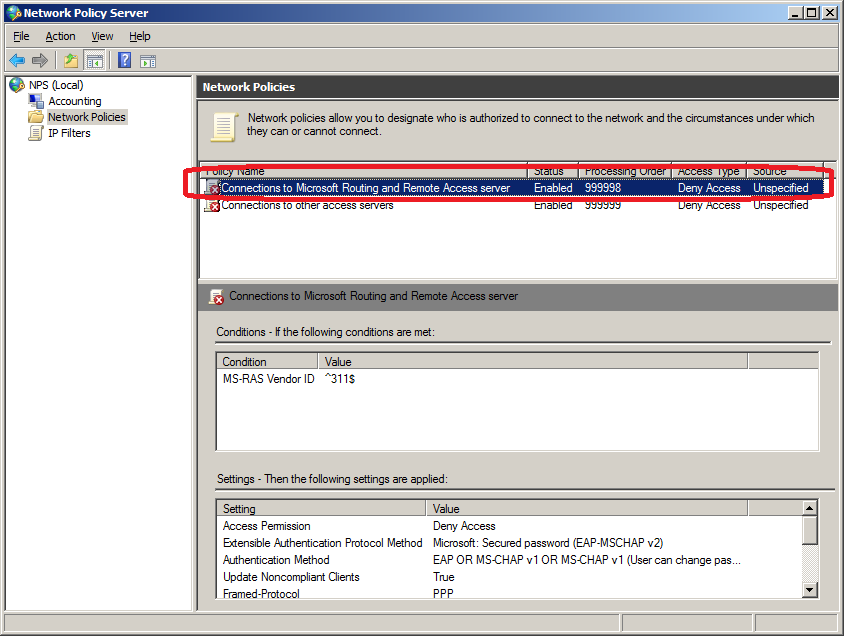 Network Policy Server
File Action View Help
NPS (Local)
Accounting
Network Policies
IP Filters
Network Policies
Network policies allow you to designate who is authorized to connect to the network and the circumstances under which
they can or cannot connect.
Policy Name Status Processing Order Access Type Source
Connections to Microsoft Routing and Remote Access server Enabled 999998 Deny Access Unspecified
Connections to other access servers Enabled 999999 Deny Access Unspecified
Connections to Microsoft Routing and Remote Access server
Conditions - If the following conditions are met:
Condition Value
MS-RAS Vendor ID ^311$
Settings - Then the following settings are applied:
Setting Value
Access Permission Deny Access
Extensible Authentication Protocol Method Microsoft: Secured password (EAP-MSCHAP v2)
Authentication Method EAP OR MS-CHAP v1 OR MS-CHAP v1 (User can change pas...
Update Noncompliant Clients True
Framed-Protocol PPP